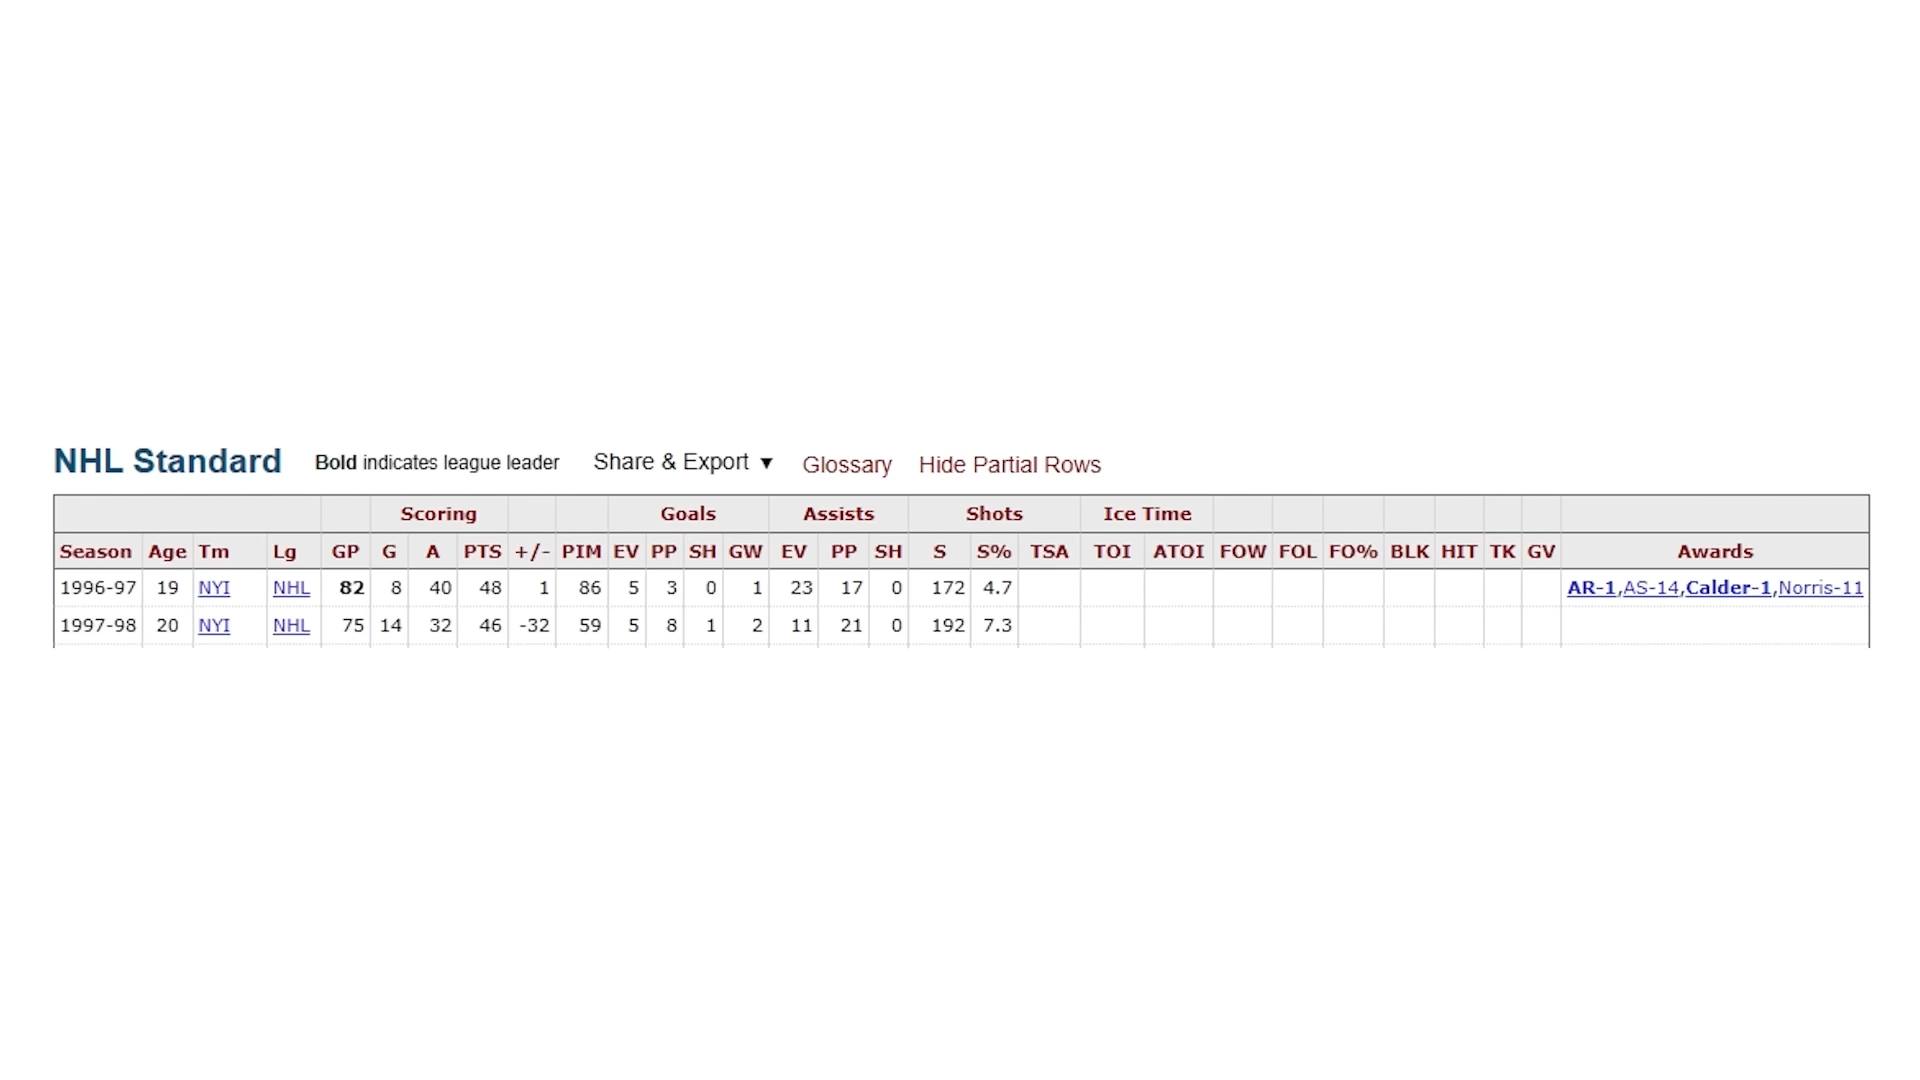 NHL Standard Bold indicates league leader Share & Export ▼ Glossary Hide Partial Rows
Scoring Goals Assists Shots Ice Time
Season Age Tm Lg GP G A PTS +/- PIM EV PP SH GW EV PP SH S S% TSA TOI ATOI FOW FOL FO% BLK HIT TK GV Awards
1996-97 19 NYI NHL 82 8 40 48 1 86 5 3 0 1 23 17 0 172 4.7 AR-1,AS-14,Calder-1,Norris-11
1997-98 20 NYI NHL 75 14 32 46 -32 59 5 8 1 2 11 21 0 192 7.3